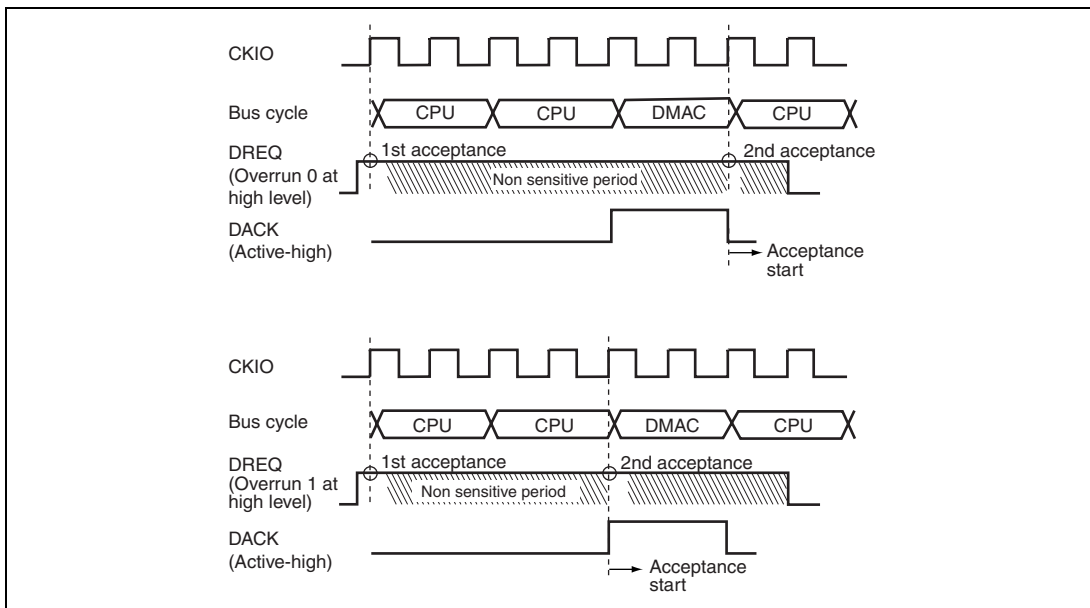 CKIO
Bus cycle
CPU CPU DMAC CPU
DREQ
(Overrun 0 at
high level)
1st acceptance
2nd acceptance
Non sensitive period
DACK
(Active-high)
Acceptance
start
CKIO
Bus cycle
CPU CPU DMAC CPU
DREQ
(Overrun 1 at
high level)
1st acceptance
2nd acceptance
Non sensitive period
DACK
(Active-high)
Acceptance
start